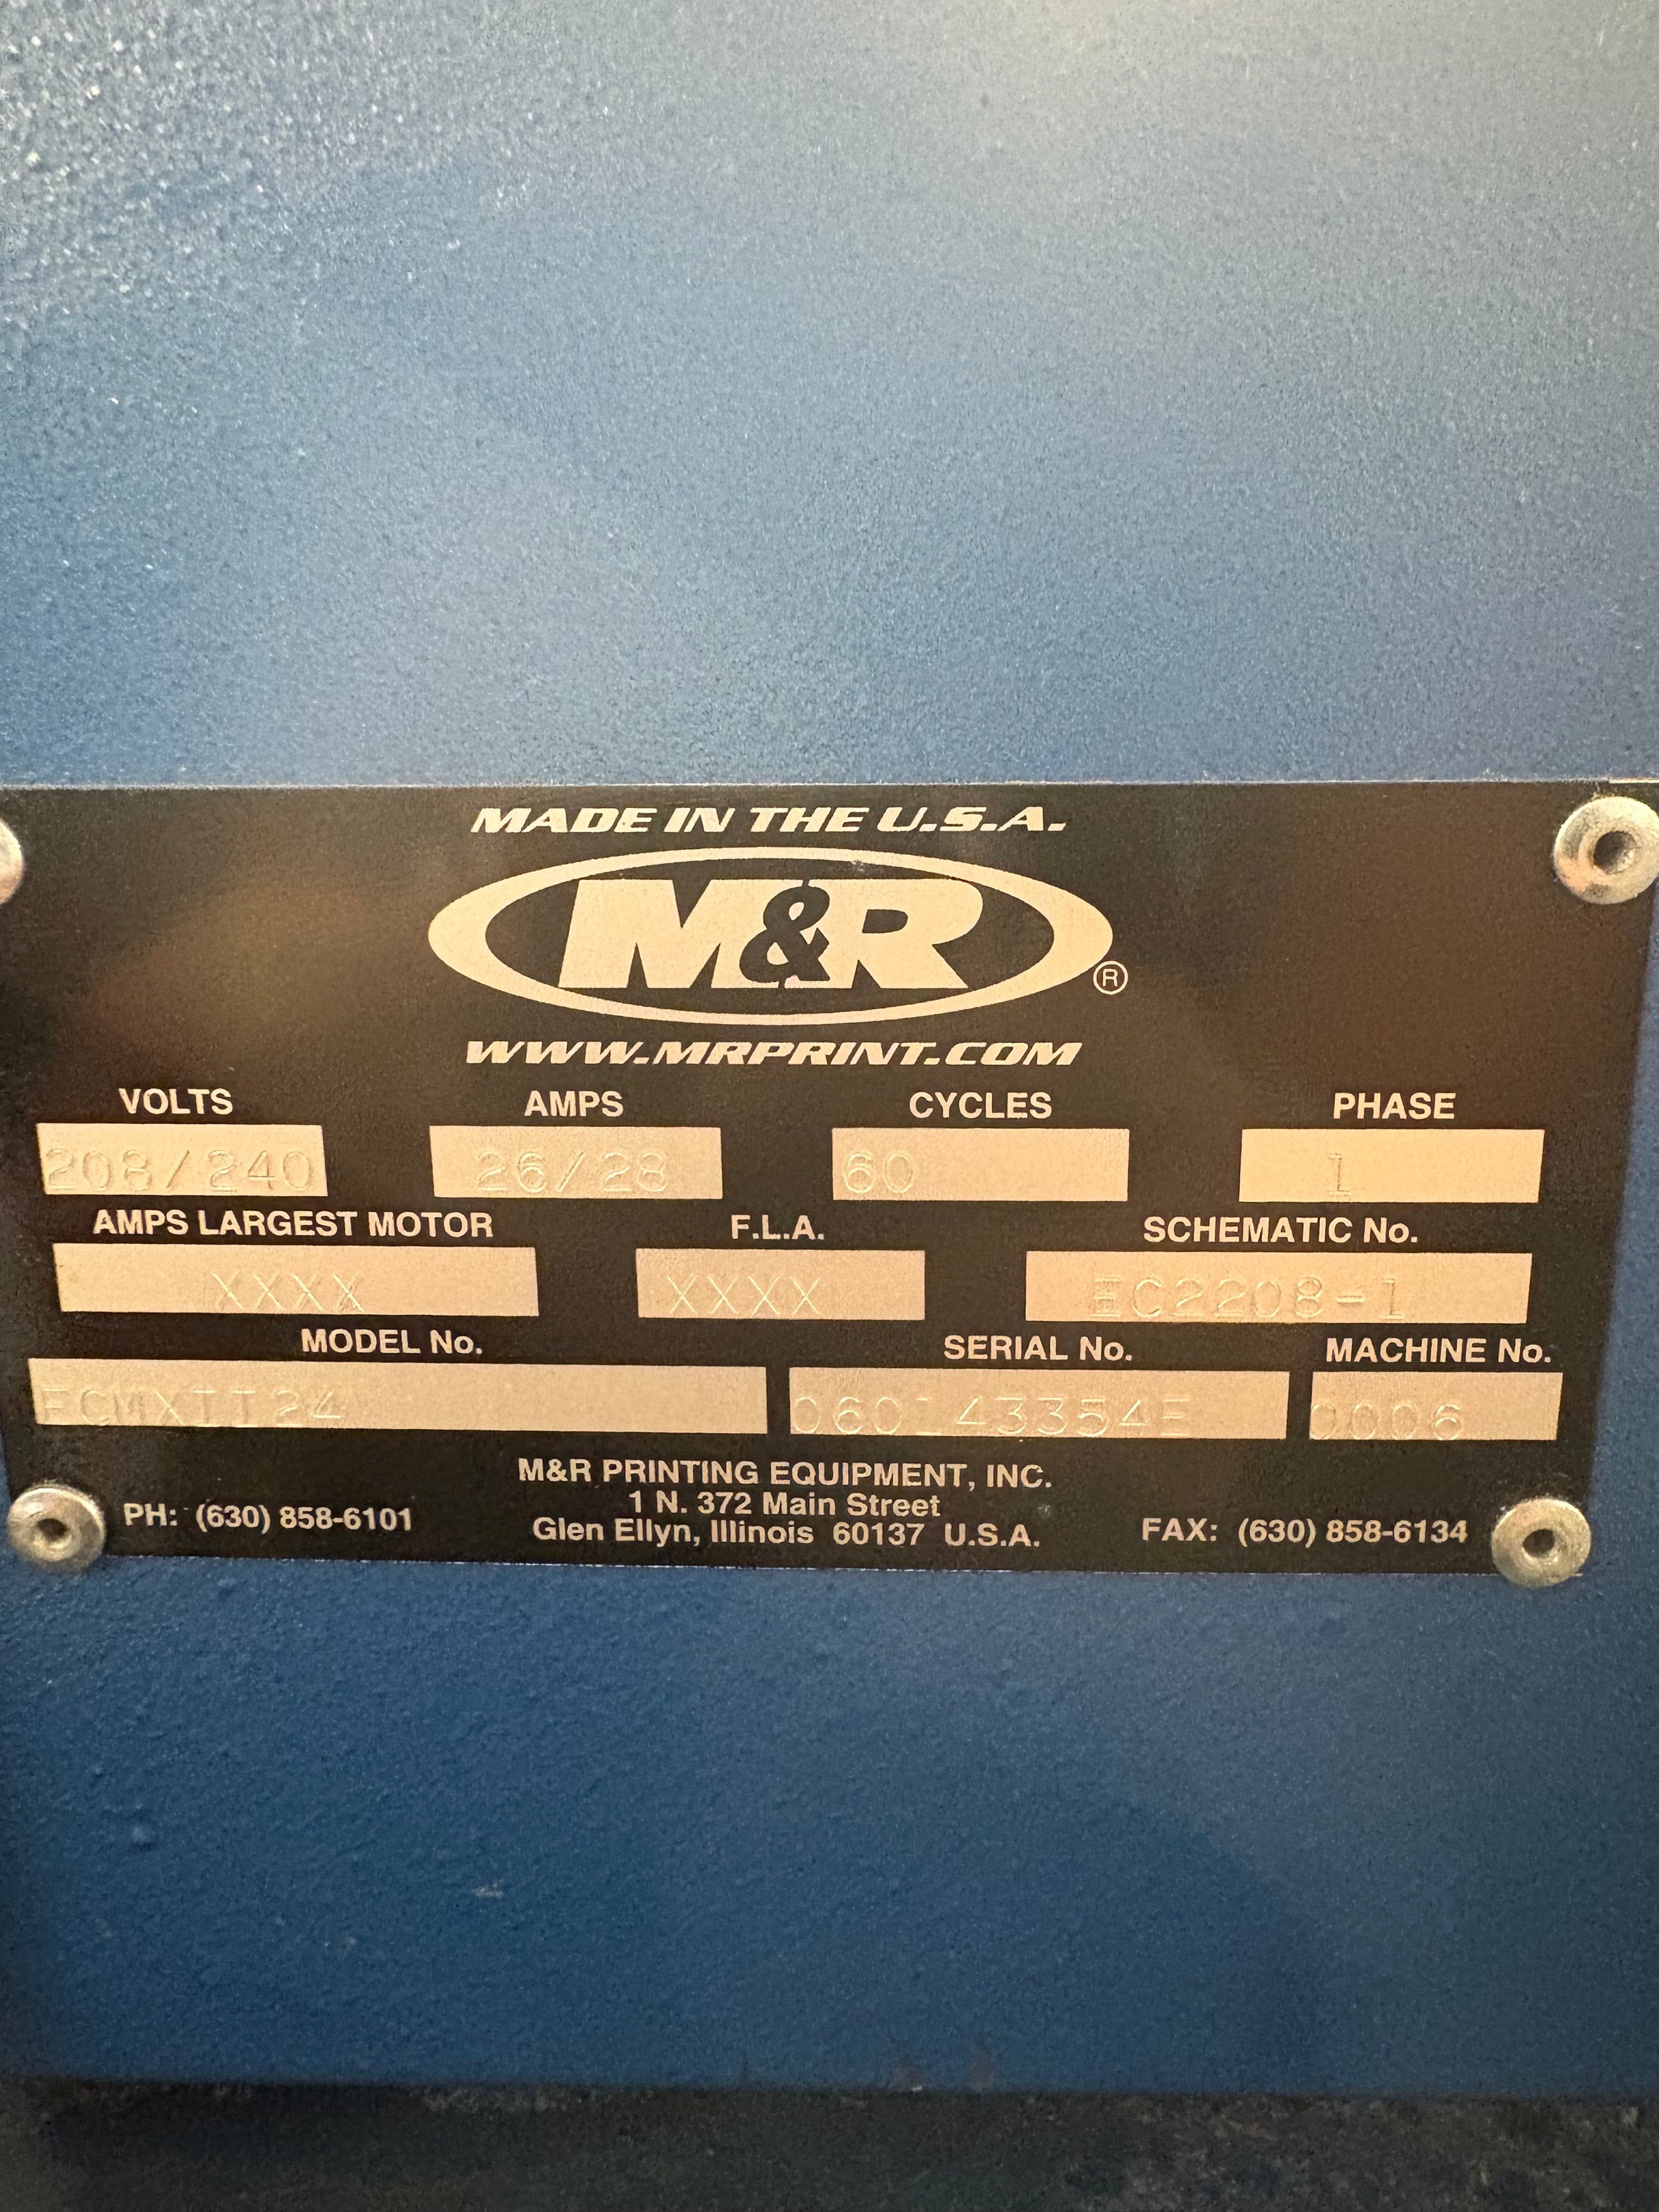 MADE IN THE U.S.A.
M&R ®
WWW.MRPRINT.COM
VOLTS AMPS CYCLES PHASE
208/240 26/28 60 1
AMPS LARGEST MOTOR F.L.A. SCHEMATIC No.
XXXX XXXX EC2208-1
MODEL No. SERIAL No. MACHINE No.
ECMXII24 060143354E 0006
M&R PRINTING EQUIPMENT, INC.
1 N. 372 Main Street
PH: (630) 858-6101 Glen Ellyn, Illinois 60137 U.S.A. FAX: (630) 858-6134